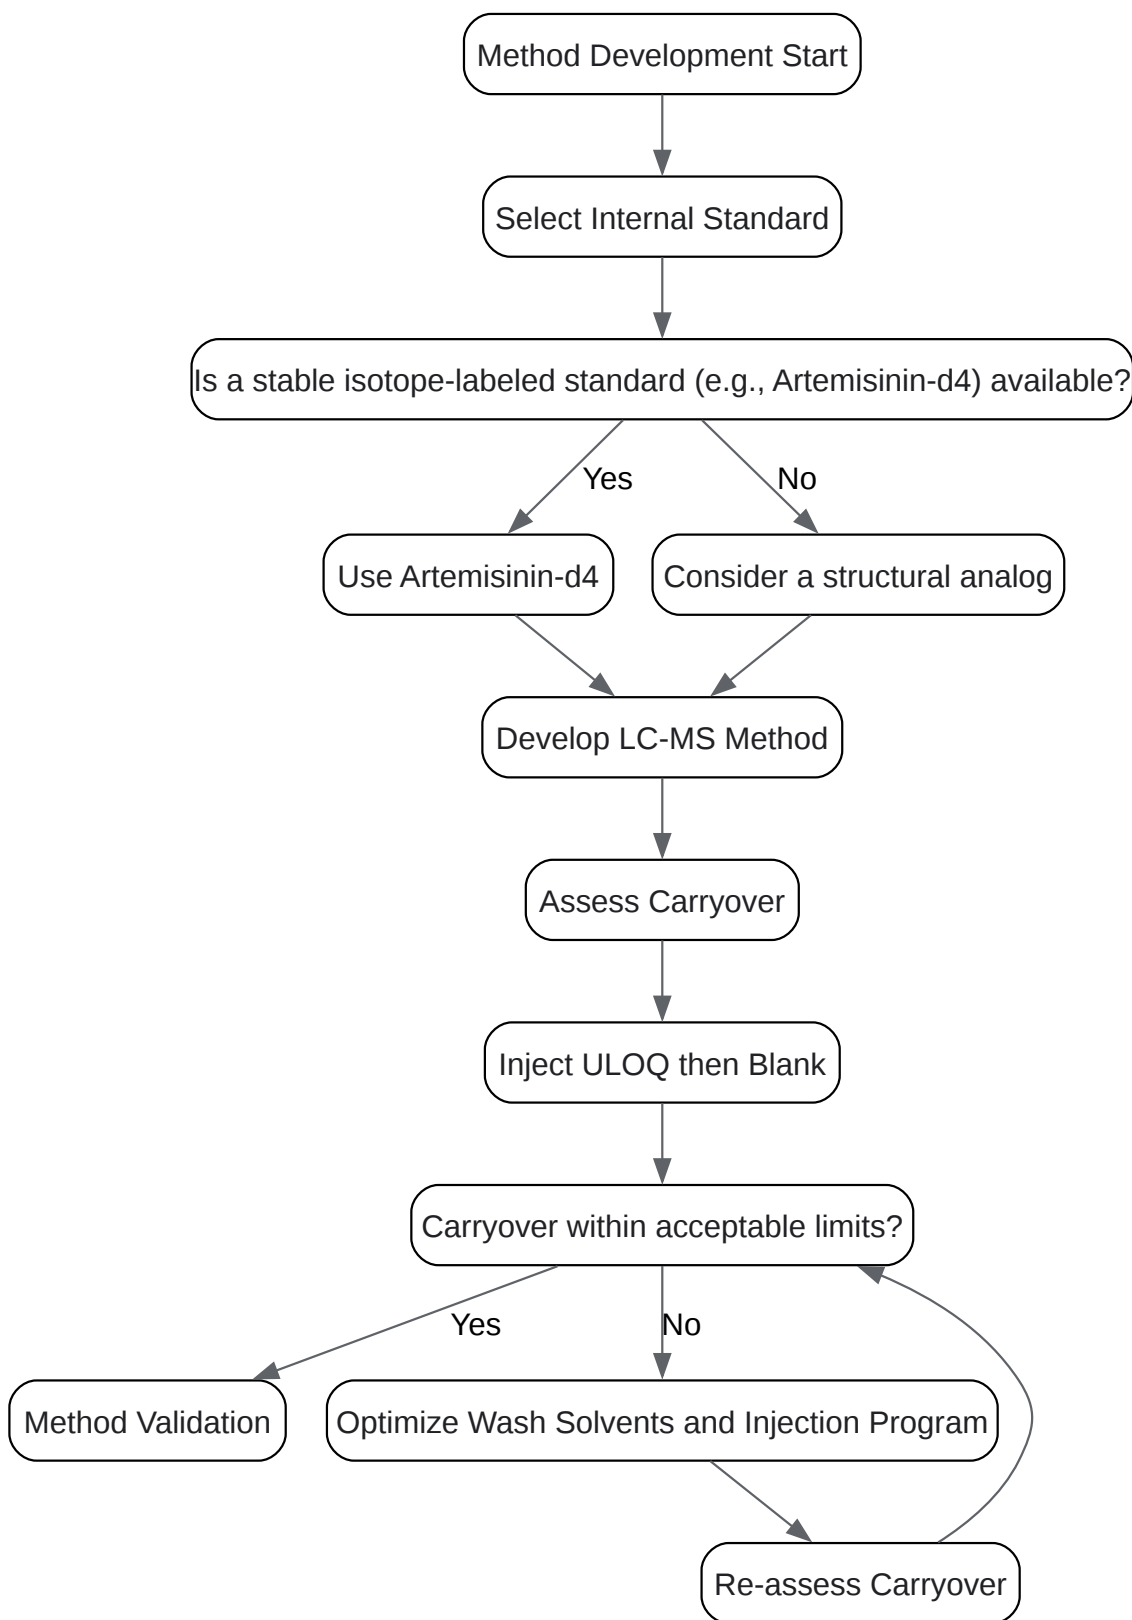 Method Development Start
Select Internal Standard
Is a stable isotope-labeled standard (e.g., Artemisinin-d4) available?
Yes
No
Use Artemisinin-d4
Consider a structural analog
Develop LC-MS Method
Assess Carryover
Inject ULOQ then Blank
Carryover within acceptable limits?
Yes
No
Method Validation
Optimize Wash Solvents and Injection Program
Re-assess Carryover